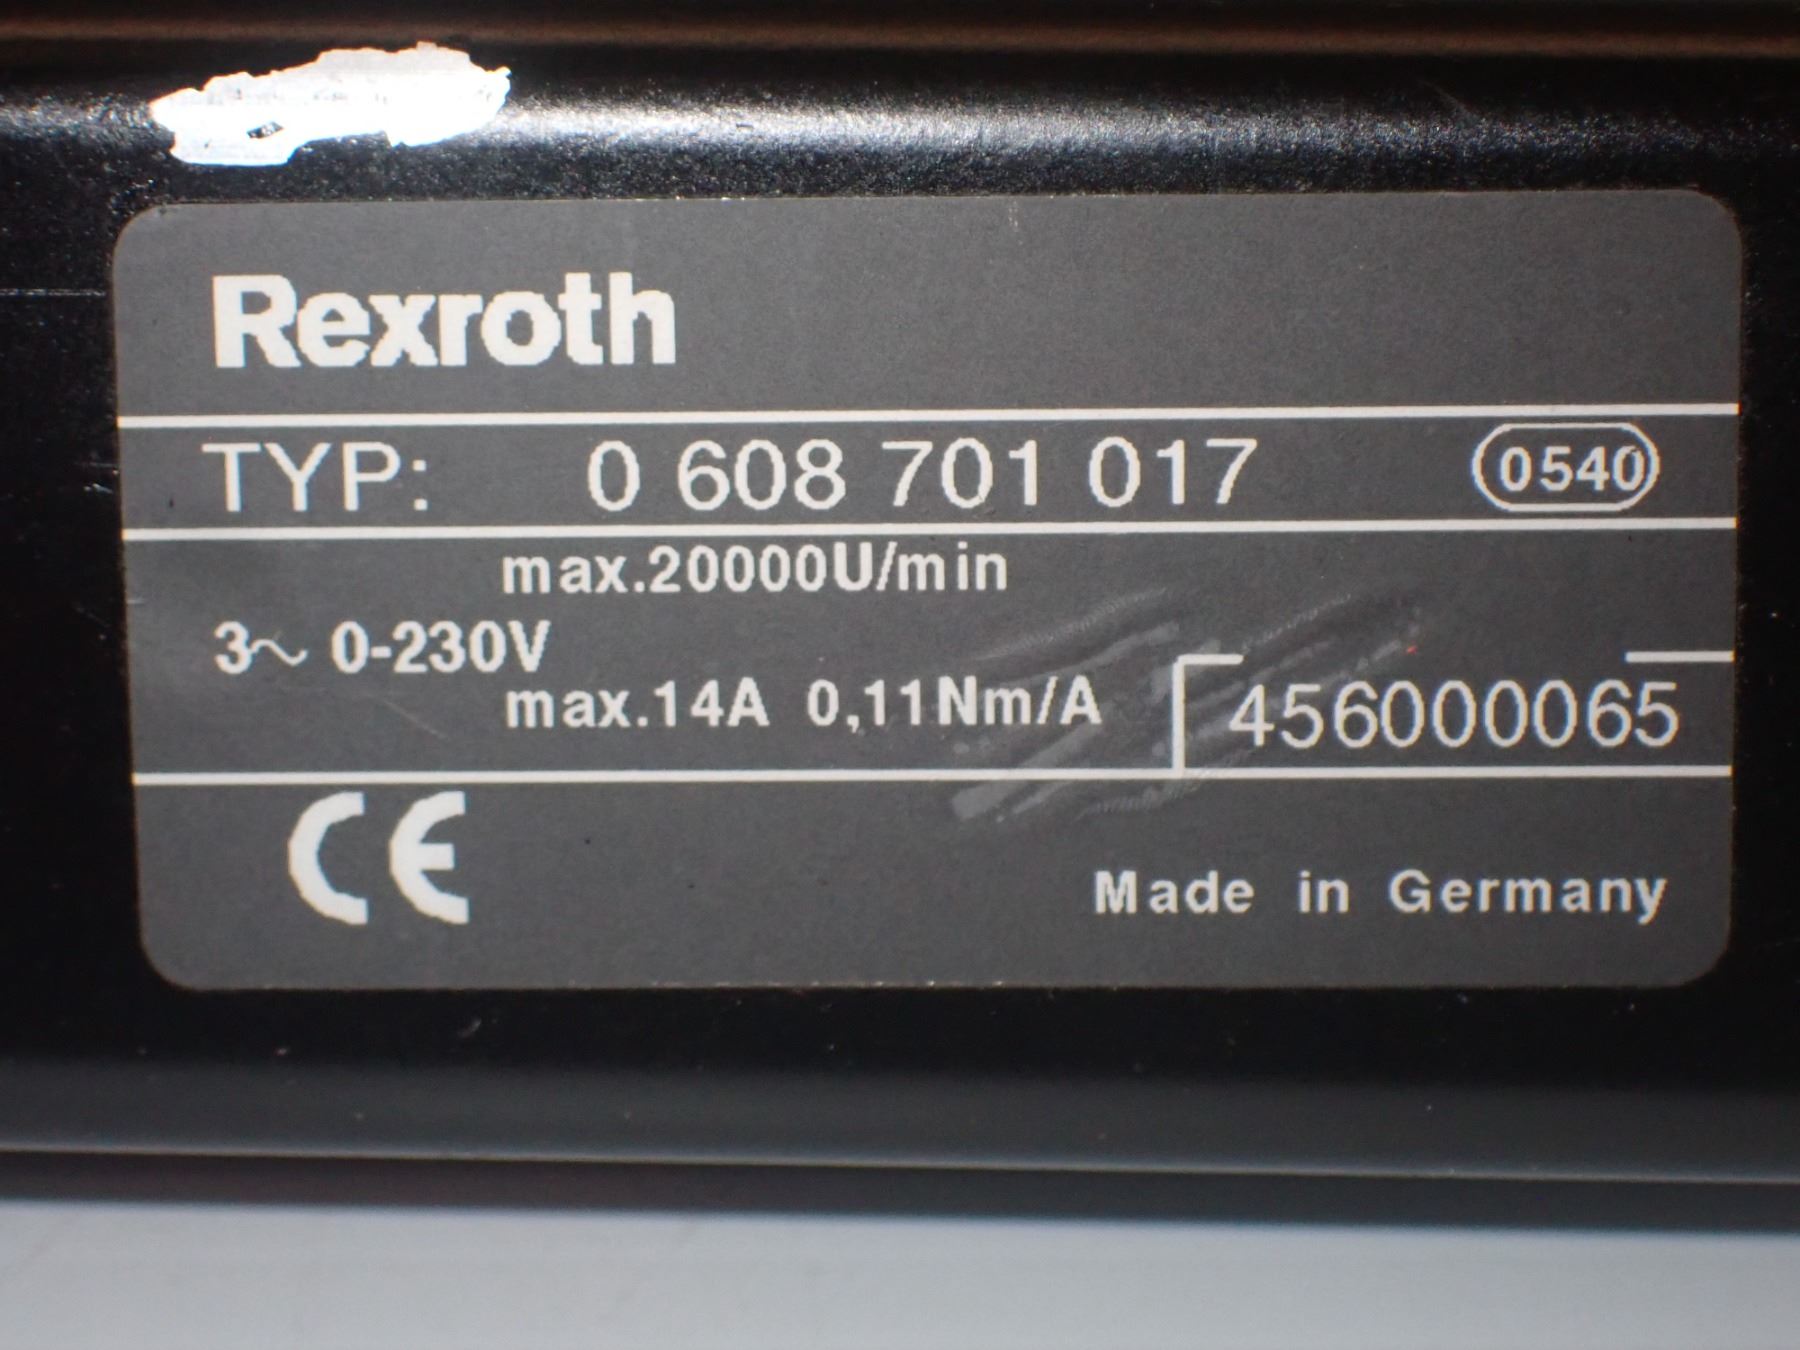 Rexroth
TYP: 0 608 701 017 0540
max.20000U/min
3~ 0-230V
max.14A 0,11Nm/A 456000065
CE
Made in Germany